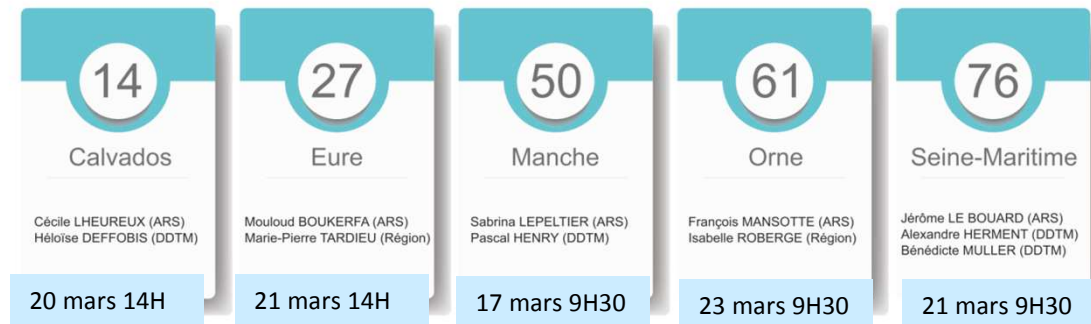 14
Calvados
Cécile LHEUREUX (ARS)
Héloïse DEFFOBIS (DDTM)
20 mars 14H
27
Eure
Mouloud BOUKERFA (ARS)
Marie-Pierre TARDIEU (Région)
21 mars 14H
50
Manche
Sabrina LEPELTIER (ARS)
Pascal HENRY (DDTM)
17 mars 9H30
61
Orne
François MANSOTTE (ARS)
Isabelle ROBERGE (Région)
23 mars 9H30
76
Seine-Maritime
Jérôme LE BOUARD (ARS)
Alexandre HERMENT (DDTM)
Bénédicte MULLER (DDTM)
21 mars 9H30